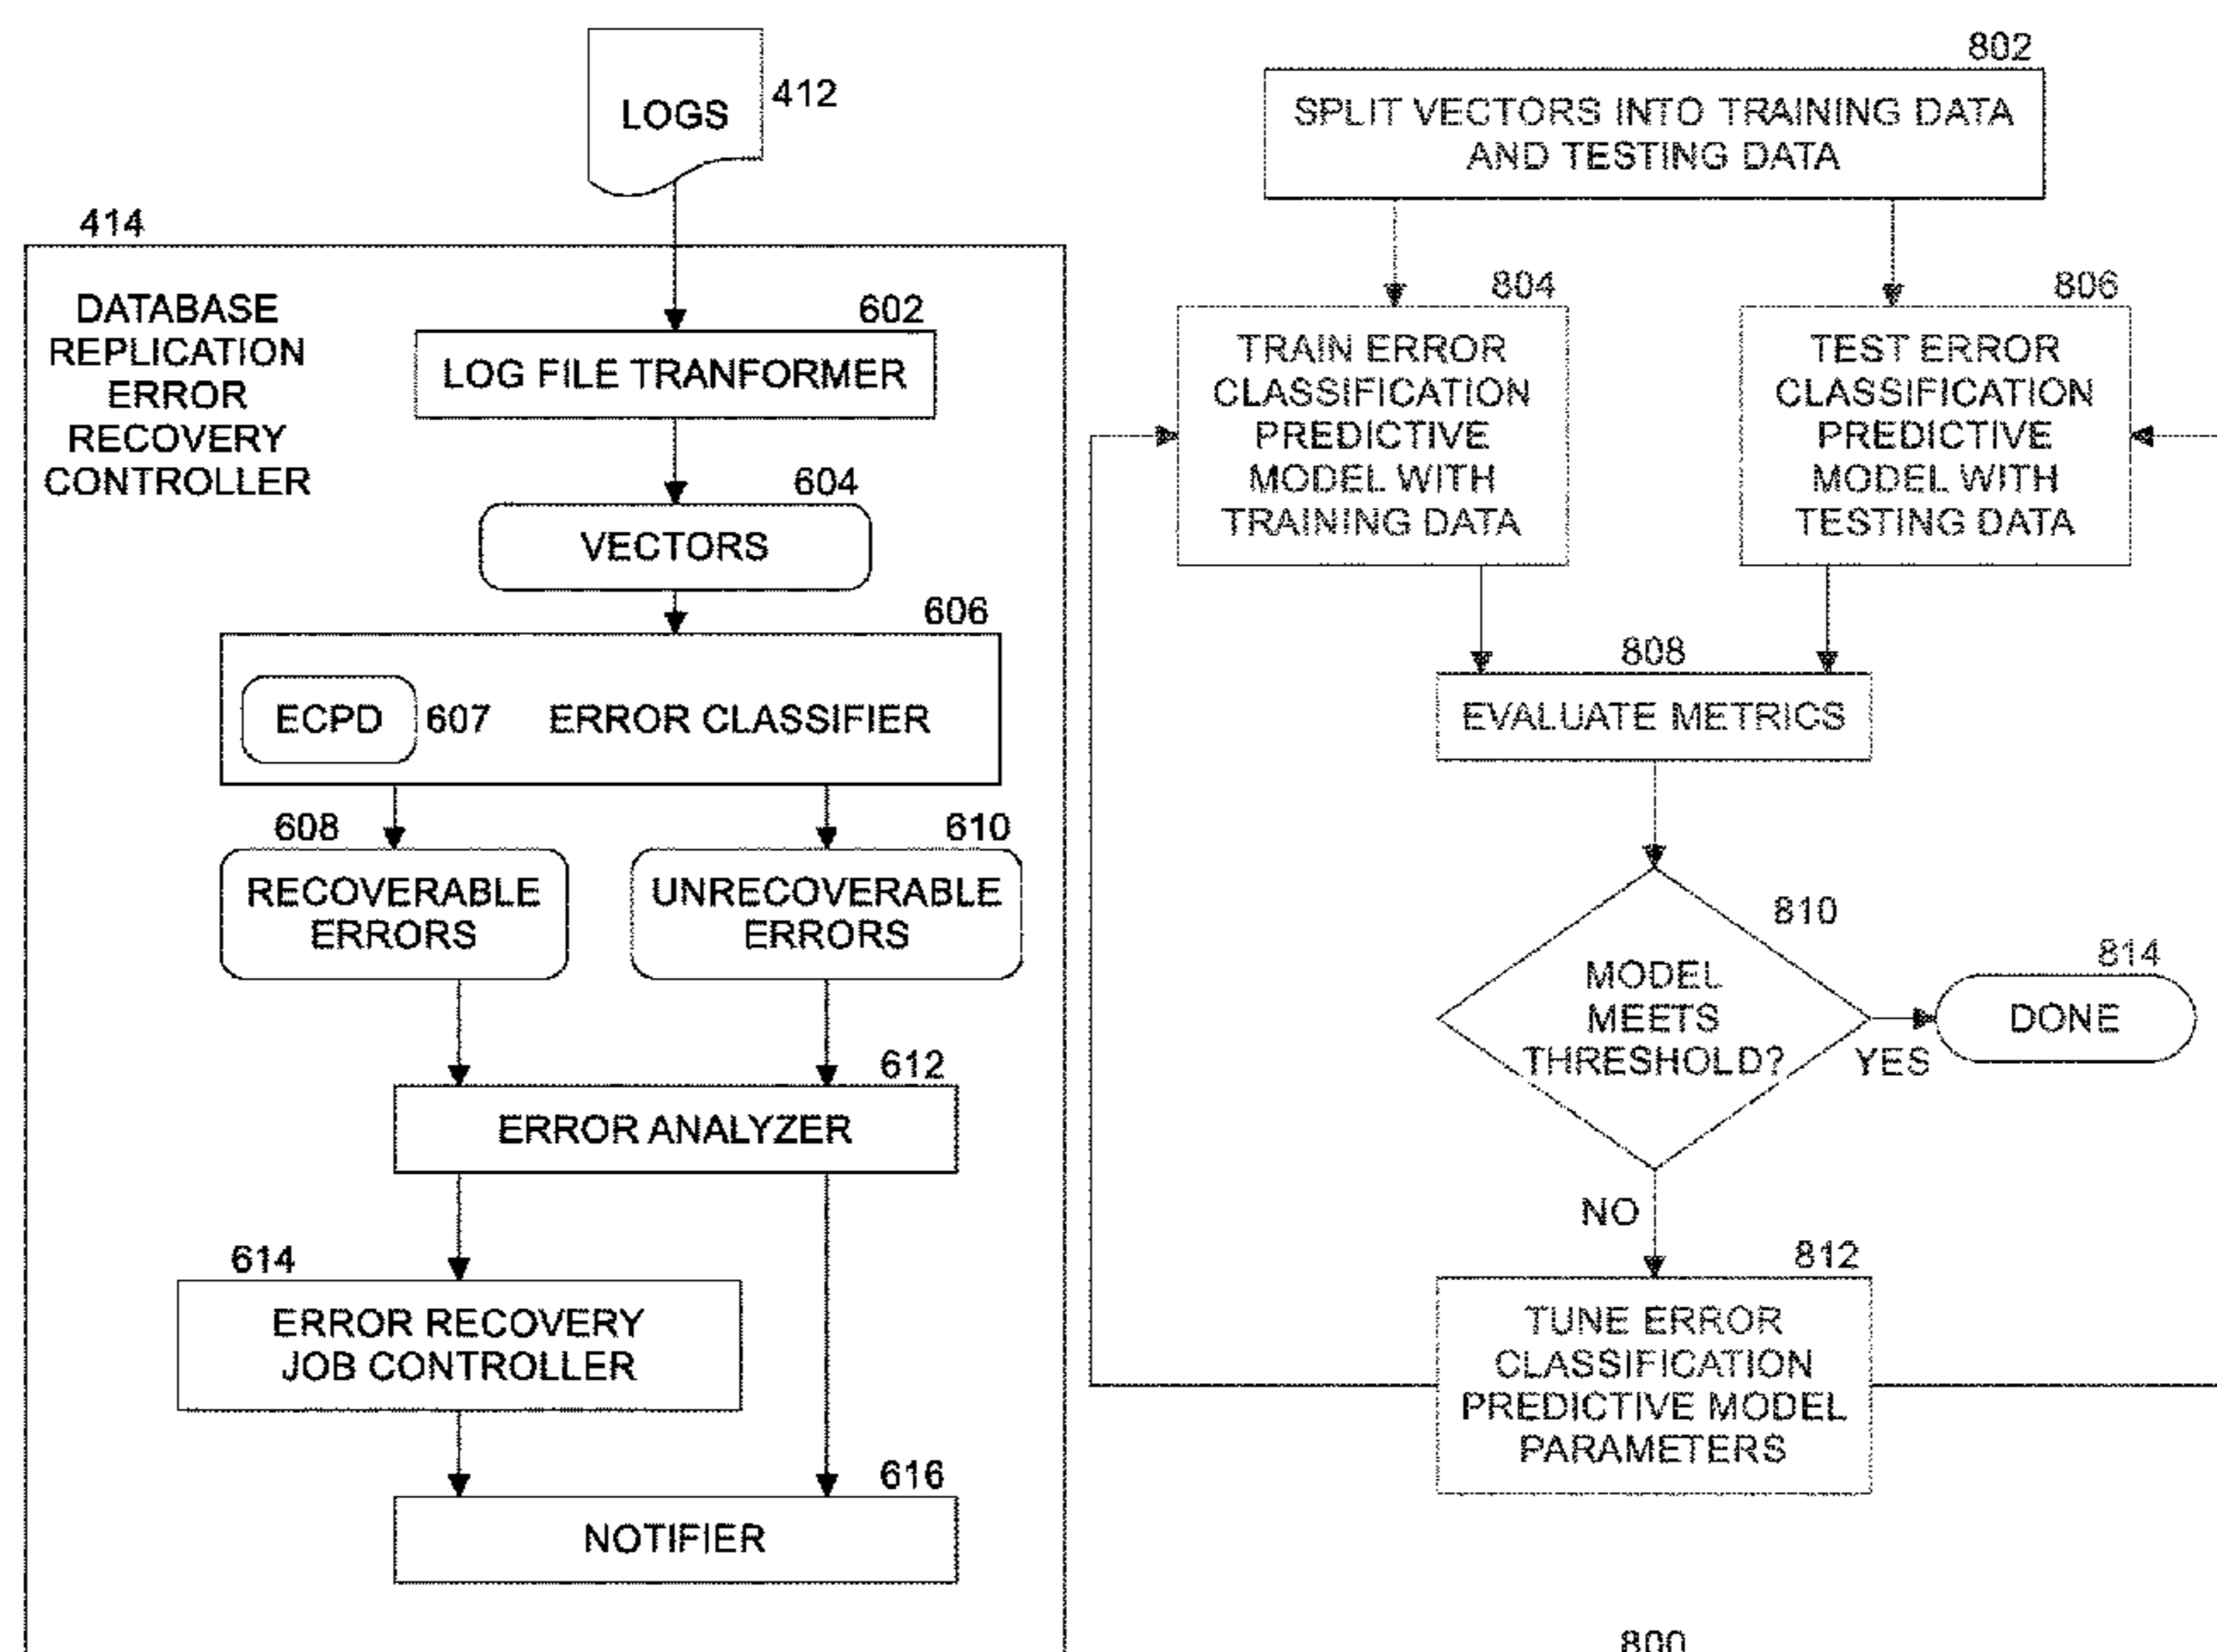 LOGS
412
414
DATABASE
REPLICATION
ERROR
RECOVERY
CONTROLLER
602
LOG FILE TRANFORMER
604
VECTORS
606
ECPD
607
ERROR CLASSIFIER
608
RECOVERABLE
ERRORS
610
UNRECOVERABLE
ERRORS
612
ERROR ANALYZER
614
ERROR RECOVERY
JOB CONTROLLER
616
NOTIFIER
802
SPLIT VECTORS INTO TRAINING DATA
AND TESTING DATA
804
TRAIN ERROR
CLASSIFICATION
PREDICTIVE
MODEL WITH
TRAINING DATA
806
TEST ERROR
CLASSIFICATION
PREDICTIVE
MODEL WITH
TESTING DATA
808
EVALUATE METRICS
810
MODEL
MEETS
THRESHOLD?
YES
814
DONE
NO
812
TUNE ERROR
CLASSIFICATION
PREDICTIVE MODEL
PARAMETERS
800